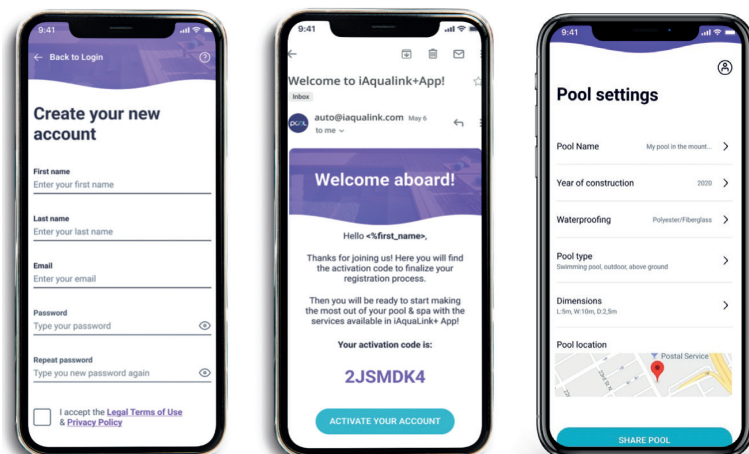 9:41
← Back to Login
Create your new
account
First name
Enter your first name
Last name
Enter your last name
Email
Enter your email
Password
Type your password
Repeat password
Type you new password again
I accept the Legal Terms of Use
& Privacy Policy
9:41
Welcome to iAqualink+App!
Inbox
auto@iaqualink.com May 6
to me
Welcome aboard!
Hello <%first_name>,
Thanks for joining us! Here you will find
the activation code to finalize your
registration process.
Then you will be ready to start making
the most out of your pool & spa with the
services available in iAquaLink+ App!
Your activation code is:
2JSMDK4
ACTIVATE YOUR ACCOUNT
9:41
Pool settings
Pool Name My pool in the mount...
Year of construction 2020
Waterproofing Polyester/Fiberglass
Pool type
Swimming pool, outdoor, above ground
Dimensions
L:5m, W:10m, D:2,5m
Pool location
Postal Service
SHARE POOL